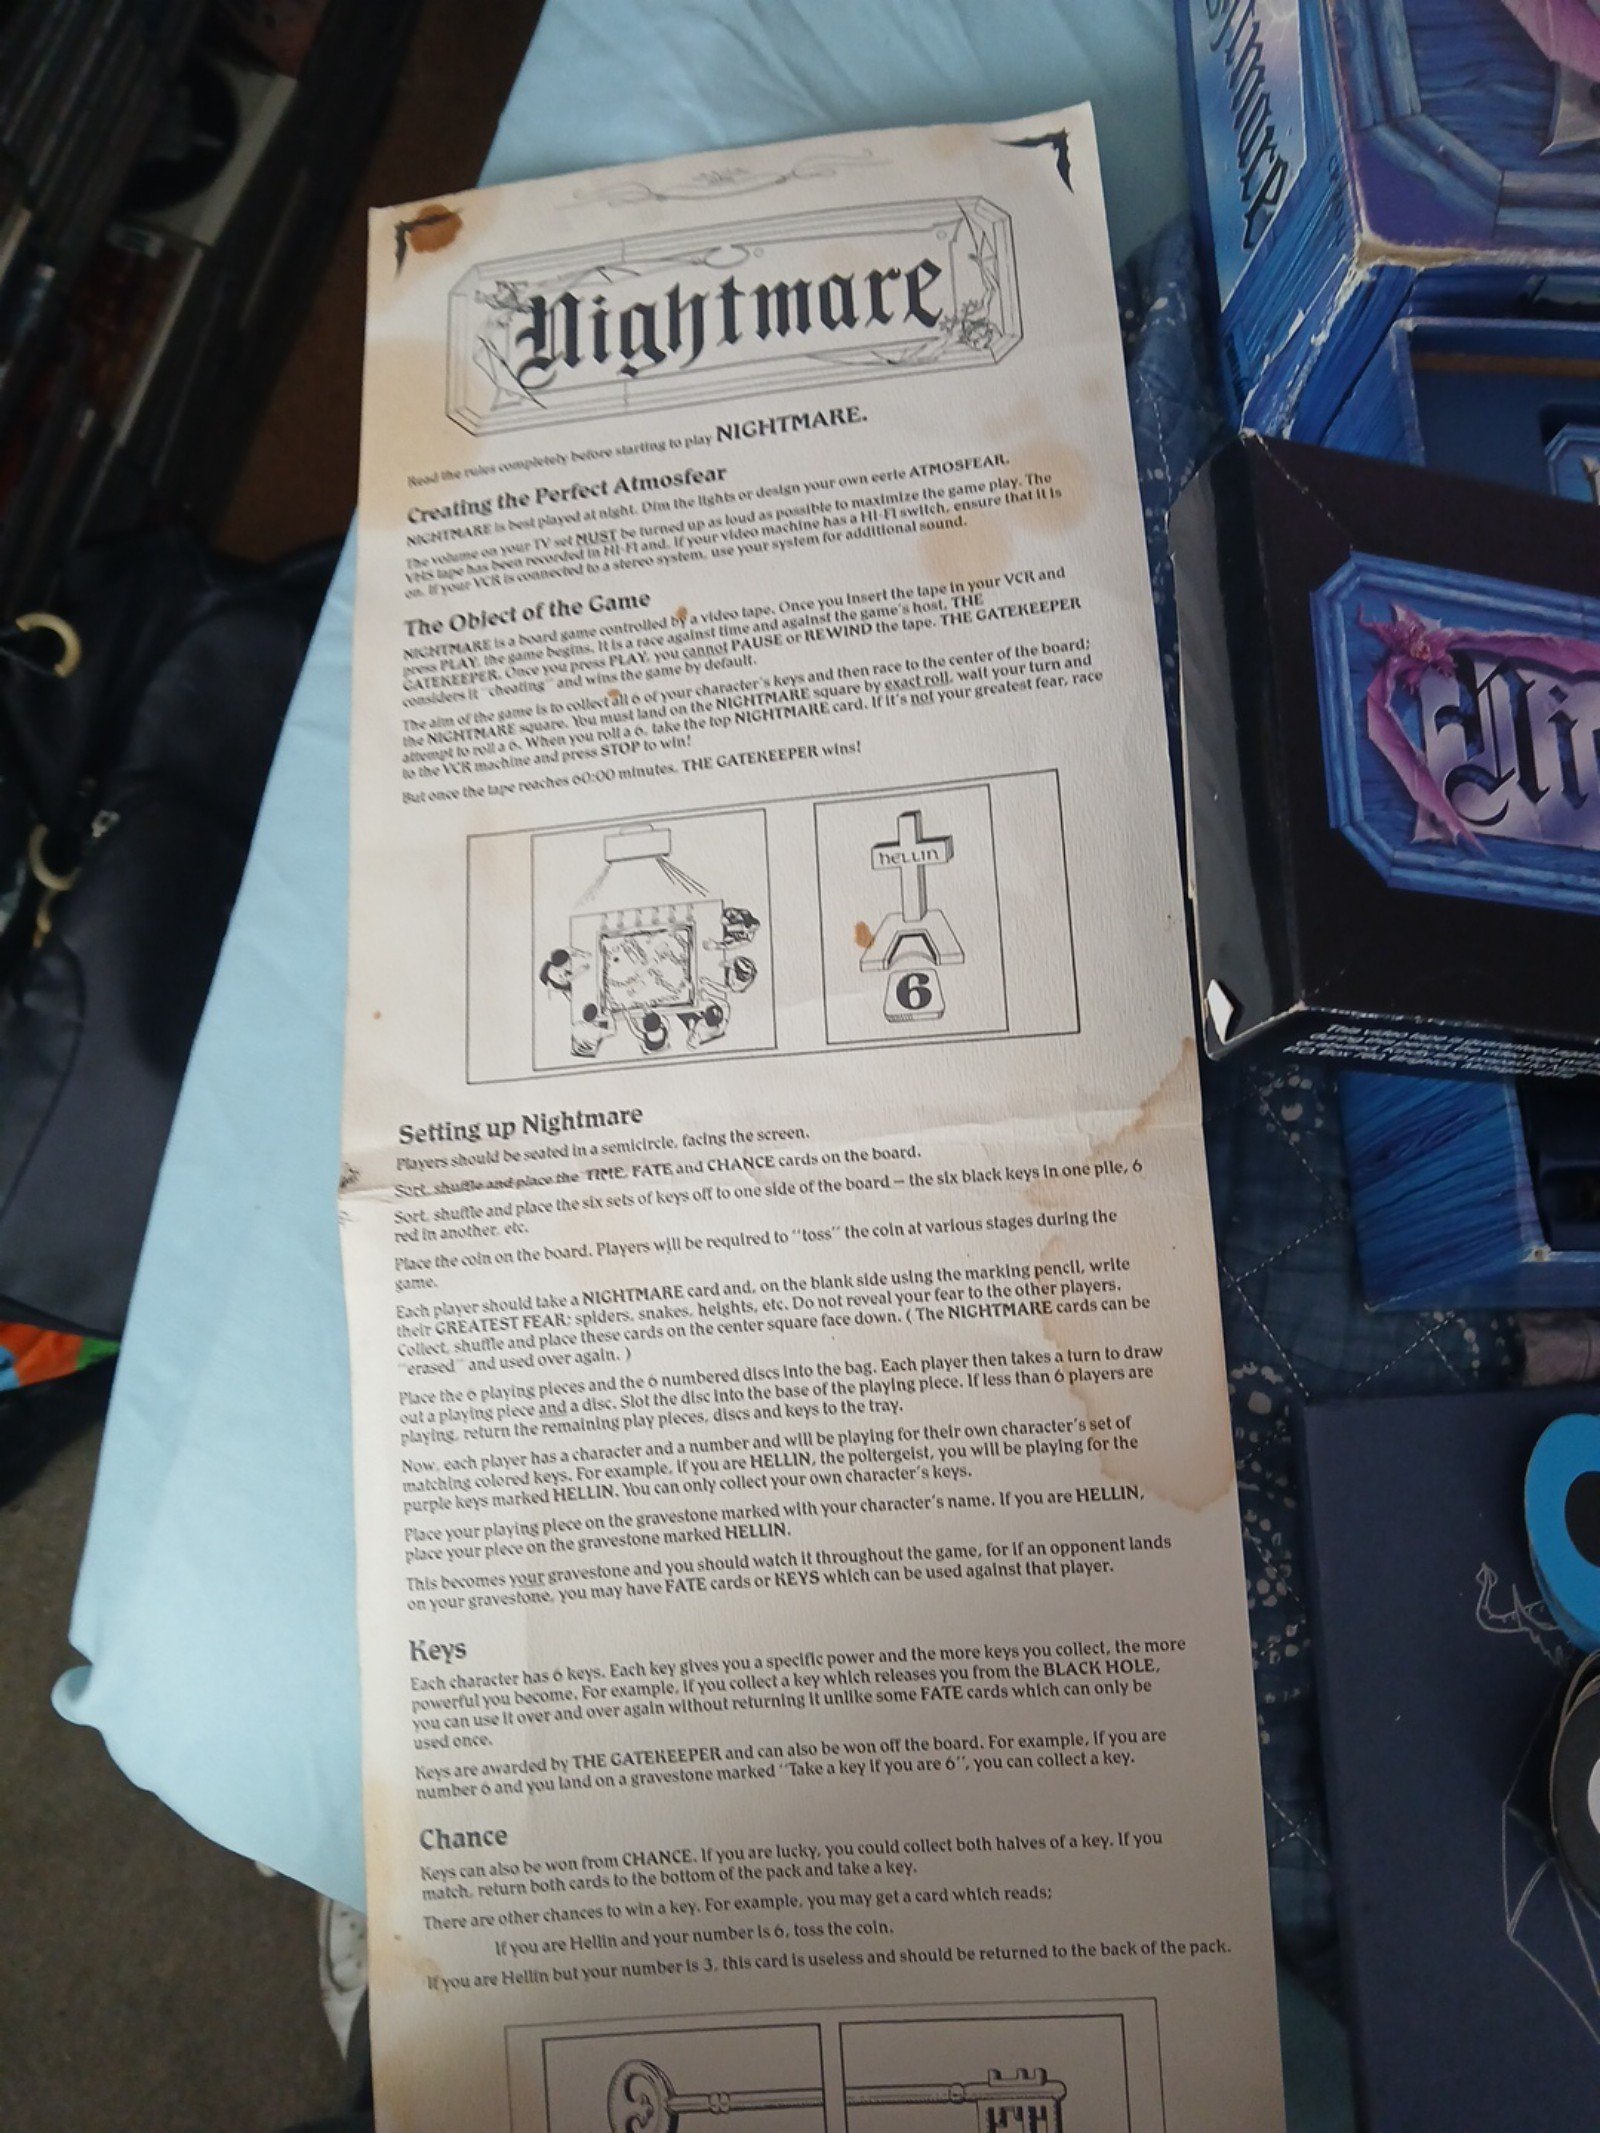 Nightmare
Read the rules completely before starting to play NIGHTMARE.
Creating the Perfect Atmosfear
NIGHTMARE is best played at night. Dim the lights or design your own eerie ATMOSFEAR.
The volume on your TV set MUST be turned up as loud as possible to maximize the game play. The
VHS tape has been recorded in HI-FI and, if your video machine has a HI-FI switch, ensure that it is
on. If your VCR is connected to a stereo system, use your system for additional sound.
The Object of the Game
NIGHTMARE is a board game controlled by a video tape. Once you insert the tape in your VCR and
press PLAY, the game begins. It is a race against time and against the game's host, THE
GATEKEEPER. Once you press PLAY, you cannot PAUSE or REWIND the tape. THE GATEKEEPER
considers it "cheating" and wins the game by default.
The aim of the game is to collect all 6 of your character's keys and then race to the center of the board;
the NIGHTMARE square. You must land on the NIGHTMARE square by exact roll, wait your turn and
attempt to roll a 6. When you roll a 6, take the top NIGHTMARE card. If it's not your greatest fear, race
to the VCR machine and press STOP to win!
But once the tape reaches 60:00 minutes, THE GATEKEEPER wins!
HELLIN
6
Setting up Nightmare
Players should be seated in a semicircle, facing the screen.
Sort, shuffle and place the TIME, FATE and CHANCE cards on the board.
Sort, shuffle and place the six sets of keys off to one side of the board – the six black keys in one pile, 6
red in another, etc.
Place the coin on the board. Players will be required to "toss" the coin at various stages during the
game.
Each player should take a NIGHTMARE card and, on the blank side using the marking pencil, write
their GREATEST FEAR; spiders, snakes, heights, etc. Do not reveal your fear to the other players.
Collect, shuffle and place these cards on the center square face down. ( The NIGHTMARE cards can be
"erased" and used over again. )
Place the 6 playing pieces and the 6 numbered discs into the bag. Each player then takes a turn to draw
out a playing piece and a disc. Slot the disc into the base of the playing piece. If less than 6 players are
playing, return the remaining play pieces, discs and keys to the tray.
Now, each player has a character and a number and will be playing for their own character's set of
matching colored keys. For example, if you are HELLIN, the poltergeist, you will be playing for the
purple keys marked HELLIN. You can only collect your own character's keys.
Place your playing piece on the gravestone marked with your character's name. If you are HELLIN,
place your piece on the gravestone marked HELLIN.
This becomes your gravestone and you should watch it throughout the game, for if an opponent lands
on your gravestone, you may have FATE cards or KEYS which can be used against that player.
Keys
Each character has 6 keys. Each key gives you a specific power and the more keys you collect, the more
powerful you become. For example, if you collect a key which releases you from the BLACK HOLE,
you can use it over and over again without returning it unlike some FATE cards which can only be
used once.
Keys are awarded by THE GATEKEEPER and can also be won off the board. For example, if you are
number 6 and you land on a gravestone marked "Take a key if you are 6", you can collect a key.
Chance
Keys can also be won from CHANCE. If you are lucky, you could collect both halves of a key. If you
match, return both cards to the bottom of the pack and take a key.
There are other chances to win a key. For example, you may get a card which reads;
If you are Hellin and your number is 6, toss the coin.
If you are Hellin but your number is 3, this card is useless and should be returned to the back of the pack.
Ni